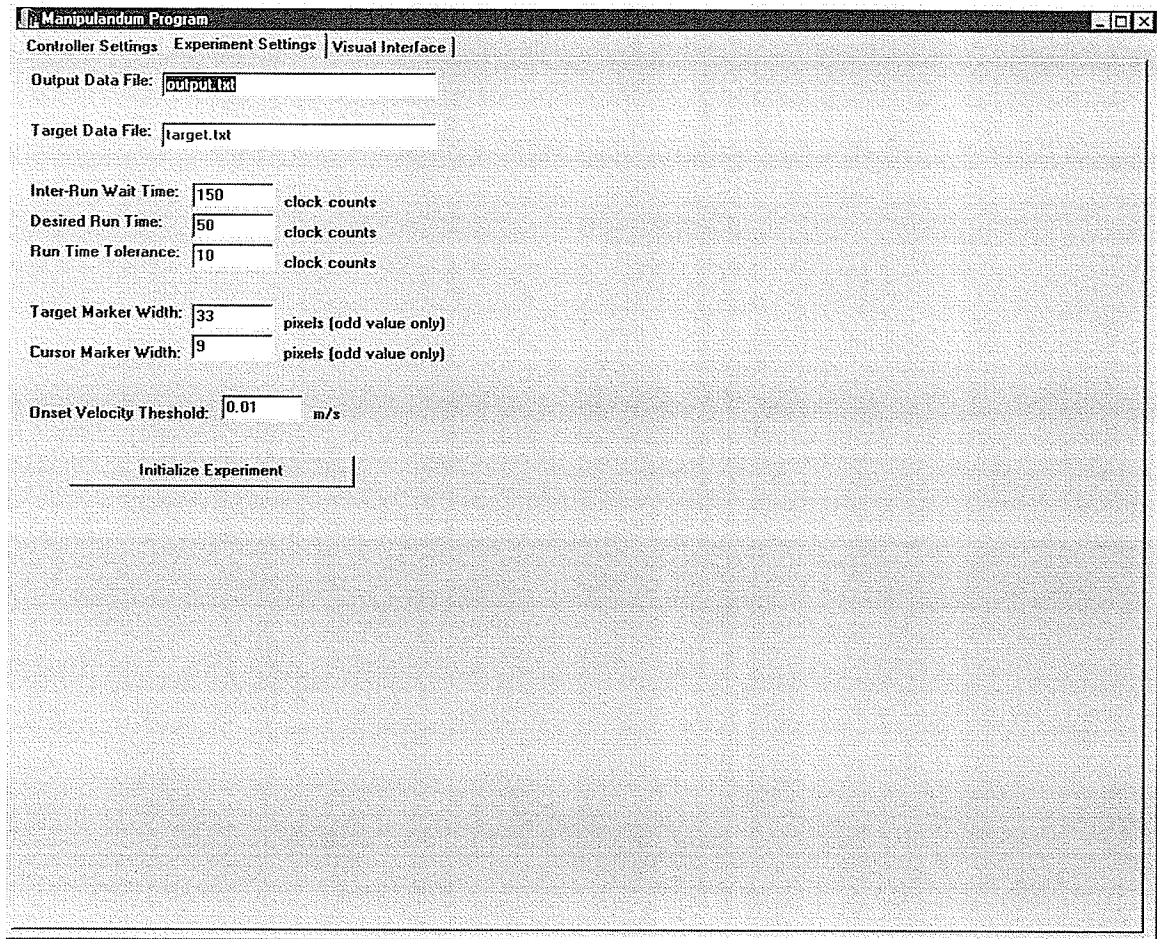 Manipulandum Program
Controller Settings Experiment Settings Visual Interface
Output Data File: output.txt
Target Data File: target.txt
Inter-Run Wait Time: 150 clock counts
Desired Run Time: 50 clock counts
Run Time Tolerance: 10 clock counts
Target Marker Width: 33 pixels (odd value only)
Cursor Marker Width: 9 pixels (odd value only)
Onset Velocity Theshold: 0.01 m/s
Initialize Experiment